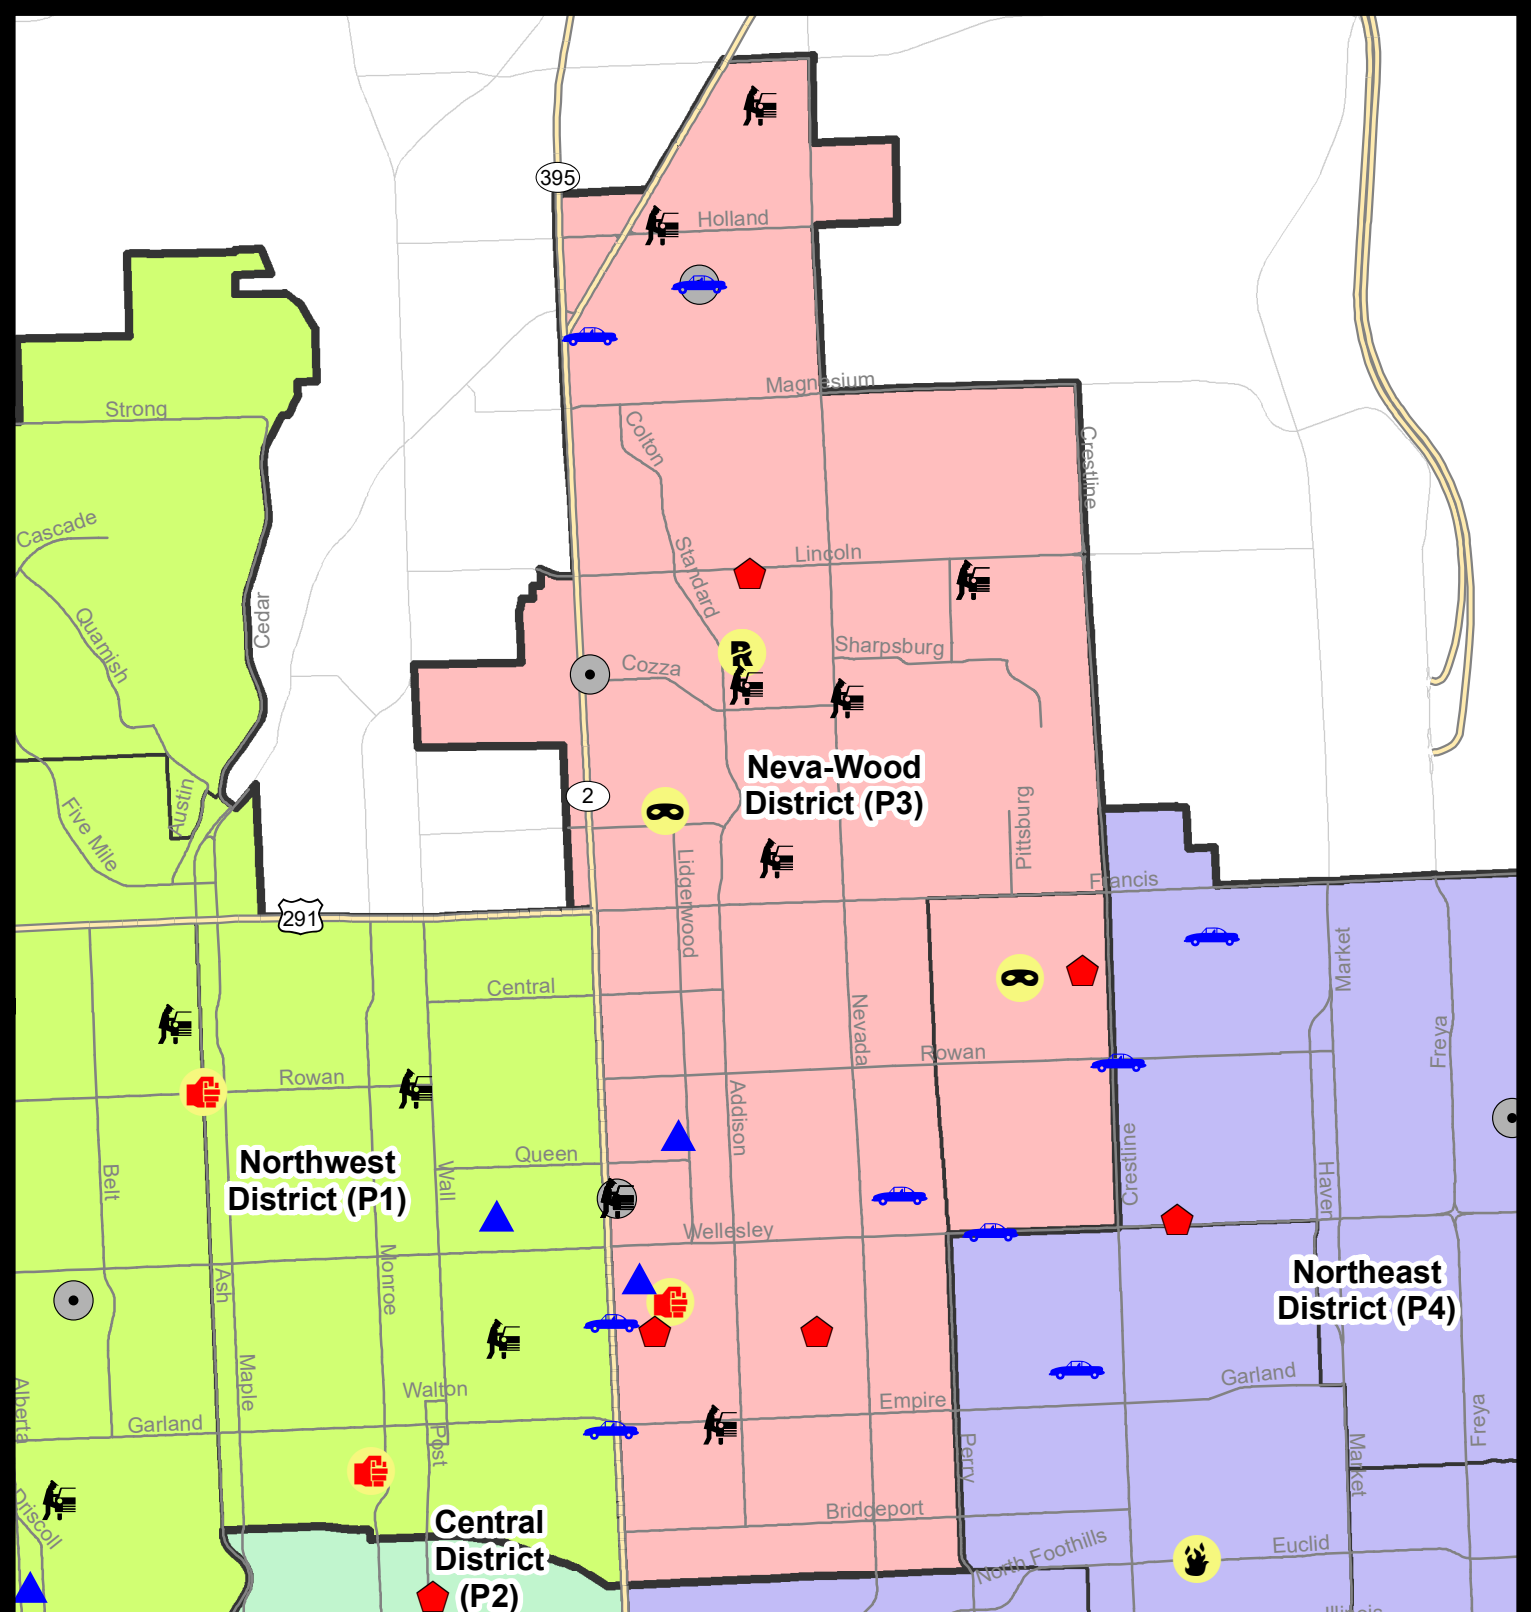 395
Holland
Magnesium
Strong
Colton
Crestline
Cascade
Standard
Lincoln
Cedar
Quamish
Sharpsburg
Cozza
Neva-Wood
District (P3)
2
Austin
Five Mile
Pittsburg
Lidgerwood
Francis
291
Market
Central
Nevada
Freya
Rowan
Rowan
Addison
Northwest
District (P1)
Queen
Belt
Wall
Crestline
Haven
Wellesley
Monroe
Ash
Northeast
District (P4)
Maple
Walton
Garland
Alberta
Empire
Garland
Freya
Post
Perry
Market
Driscoll
Bridgeport
Central
District
(P2)
North Foothills
Euclid
Illinois